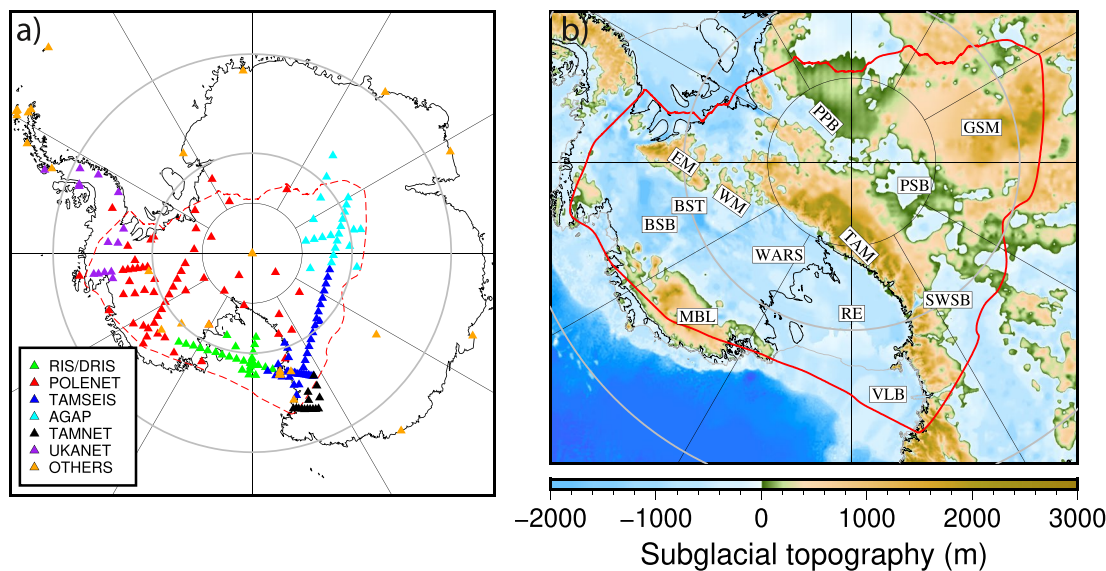 a)
RIS/DRIS
POLENET
TAMSEIS
AGAP
TAMNET
UKANET
OTHERS
b)
PPB
GSM
EM
PSB
WM
BST
BSB
TAM
WARS
SWSB
MBL
RE
VLB
−2000 −1000 0 1000 2000 3000
Subglacial topography (m)